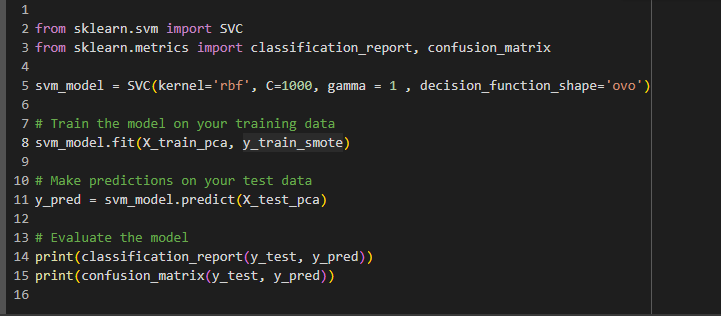 1
2 from sklearn.svm import SVC
3 from sklearn.metrics import classification_report, confusion_matrix
4
5 svm_model = SVC(kernel='rbf', C=1000, gamma = 1 , decision_function_shape='ovo')
6
7 # Train the model on your training data
8 svm_model.fit(X_train_pca, y_train_smote)
9
10 # Make predictions on your test data
11 y_pred = svm_model.predict(X_test_pca)
12
13 # Evaluate the model
14 print(classification_report(y_test, y_pred))
15 print(confusion_matrix(y_test, y_pred))
16